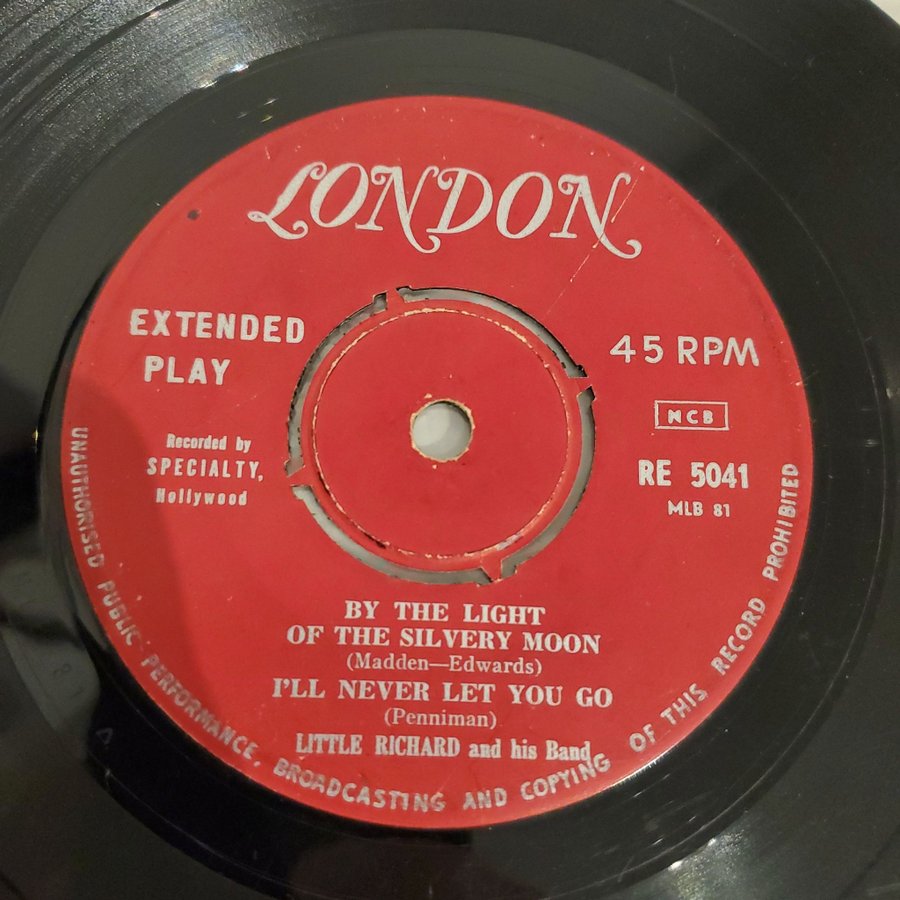 LONDON
EXTENDED
PLAY
45 RPM
Recorded by
SPECIALTY,
Hollywood
NCB
RE 5041
MLB 81
BY THE LIGHT
OF THE SILVERY MOON
(Madden—Edwards)
I'LL NEVER LET YOU GO
(Penniman)
LITTLE RICHARD and his Band
UNAUTHORISED PUBLIC PERFORMANCE, BROADCASTING AND COPYING OF THIS RECORD PROHIBITED